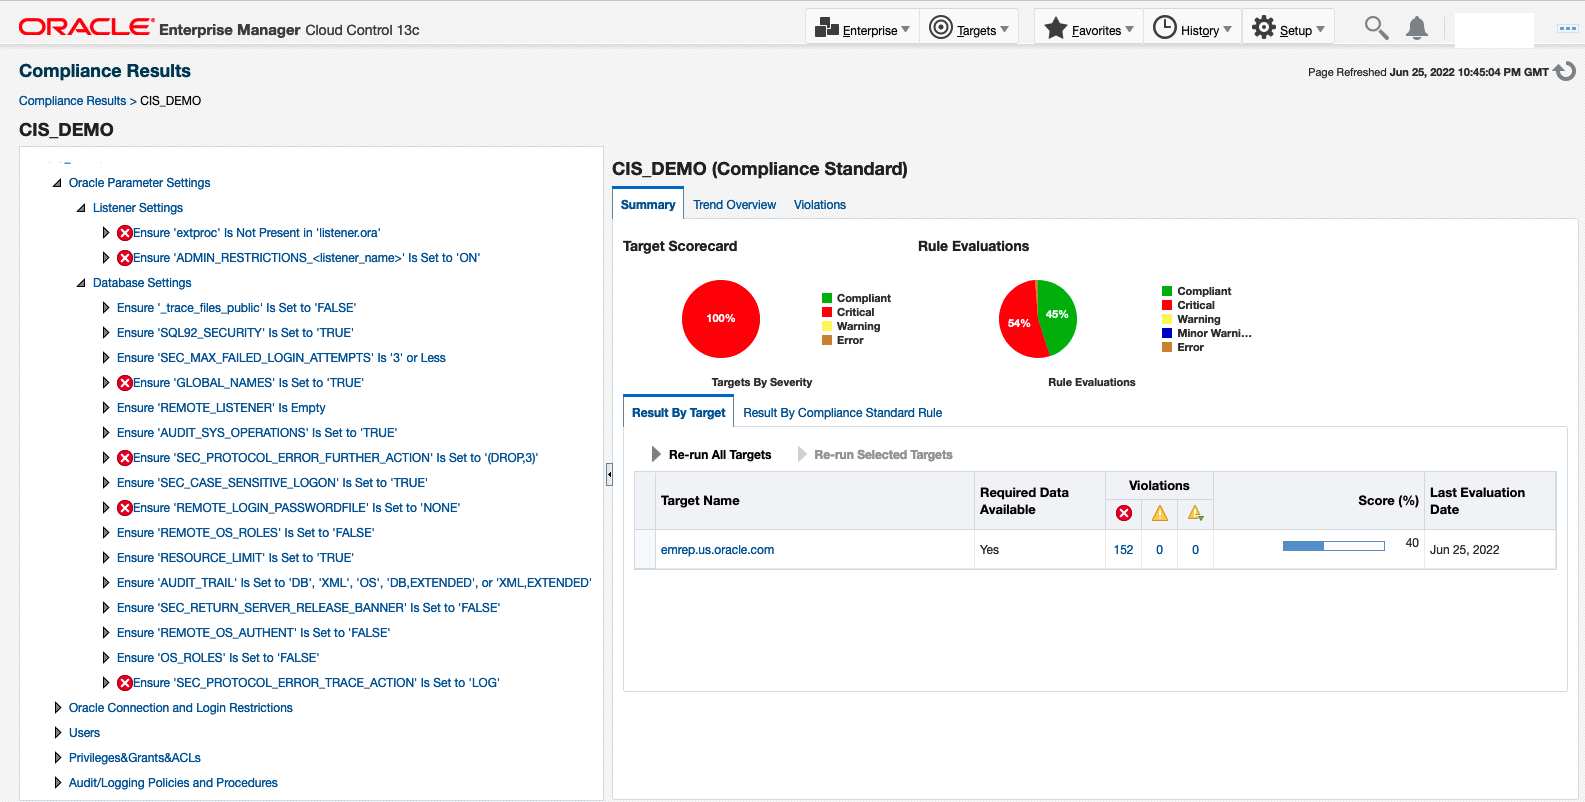 ORACLE Enterprise Manager Cloud Control 13c
Enterprise
Targets
Favorites
History
Setup
Compliance Results
Page Refreshed Jun 25, 2022 10:45:04 PM GMT
Compliance Results > CIS_DEMO
CIS_DEMO
Oracle Parameter Settings
Listener Settings
Ensure 'extproc' Is Not Present in 'listener.ora'
Ensure 'ADMIN_RESTRICTIONS_<listener_name>' Is Set to 'ON'
Database Settings
Ensure '_trace_files_public' Is Set to 'FALSE'
Ensure 'SQL92_SECURITY' Is Set to 'TRUE'
Ensure 'SEC_MAX_FAILED_LOGIN_ATTEMPTS' Is '3' or Less
Ensure 'GLOBAL_NAMES' Is Set to 'TRUE'
Ensure 'REMOTE_LISTENER' Is Empty
Ensure 'AUDIT_SYS_OPERATIONS' Is Set to 'TRUE'
Ensure 'SEC_PROTOCOL_ERROR_FURTHER_ACTION' Is Set to '(DROP,3)'
Ensure 'SEC_CASE_SENSITIVE_LOGON' Is Set to 'TRUE'
Ensure 'REMOTE_LOGIN_PASSWORDFILE' Is Set to 'NONE'
Ensure 'REMOTE_OS_ROLES' Is Set to 'FALSE'
Ensure 'RESOURCE_LIMIT' Is Set to 'TRUE'
Ensure 'AUDIT_TRAIL' Is Set to 'DB', 'XML', 'OS', 'DB,EXTENDED', or 'XML,EXTENDED'
Ensure 'SEC_RETURN_SERVER_RELEASE_BANNER' Is Set to 'FALSE'
Ensure 'REMOTE_OS_AUTHENT' Is Set to 'FALSE'
Ensure 'OS_ROLES' Is Set to 'FALSE'
Ensure 'SEC_PROTOCOL_ERROR_TRACE_ACTION' Is Set to 'LOG'
Oracle Connection and Login Restrictions
Users
Privileges&Grants&ACLs
Audit/Logging Policies and Procedures
CIS_DEMO (Compliance Standard)
Summary
Trend Overview
Violations
Target Scorecard
100%
Compliant
Critical
Warning
Error
Targets By Severity
Rule Evaluations
54%
45%
Compliant
Critical
Warning
Minor Warni...
Error
Rule Evaluations
Result By Target
Result By Compliance Standard Rule
Re-run All Targets
Re-run Selected Targets
Target Name
Required Data
Available
Violations
Score (%)
Last Evaluation
Date
emrep.us.oracle.com
Yes
152
0
0
40
Jun 25, 2022